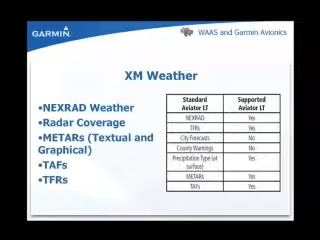 GARMIN
WAAS and Garmin Avionics
XM Weather
•NEXRAD Weather
•Radar Coverage
•METARs (Textual and
Graphical)
•TAFs
•TFRs
Standard Aviator LT Supported Aviator LT
NEXRAD Yes
TFRs Yes
City Forecasts No
County Warnings No
Precipitation Type (at surface) Yes
METARs Yes
TAFs Yes